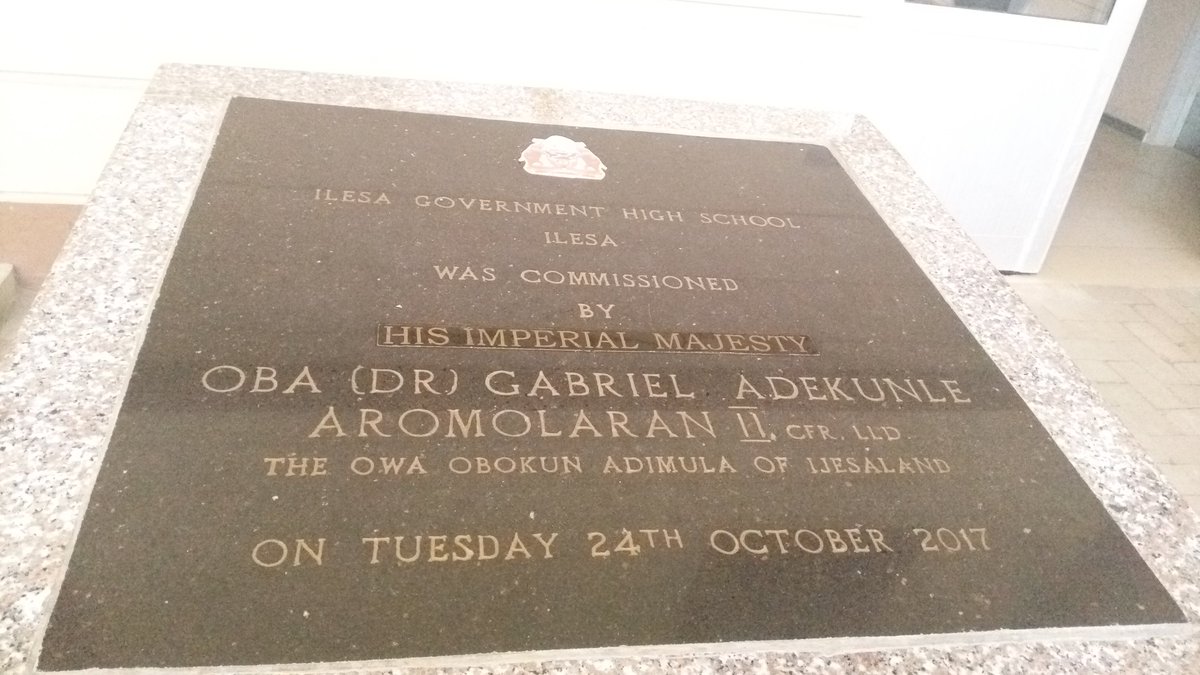 ILESA GOVERNMENT HIGH SCHOOL
ILESA
WAS COMMISSIONED
BY
HIS IMPERIAL MAJESTY
OBA (DR) GABRIEL ADEKUNLE
AROMOLARAN II. CFR, LLD
THE OWA OBOKUN ADIMULA OF IJESALAND
ON TUESDAY 24TH OCTOBER 2017